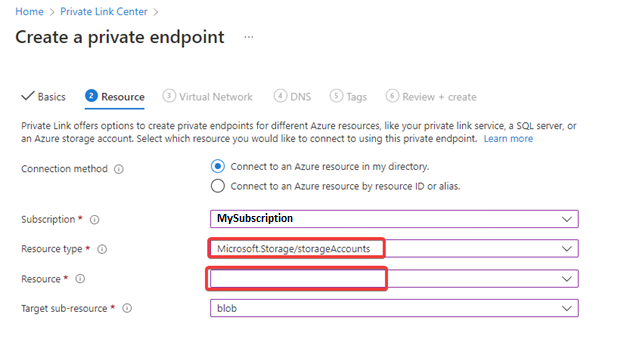 Home > Private Link Center >
Create a private endpoint ...
Basics 2 Resource 3 Virtual Network 4 DNS 5 Tags 6 Review + create
Private Link offers options to create private endpoints for different Azure resources, like your private link service, a SQL server, or
an Azure storage account. Select which resource you would like to connect to using this private endpoint. Learn more
Connection method
Connect to an Azure resource in my directory.
Connect to an Azure resource by resource ID or alias.
Subscription * MySubscription
Resource type * Microsoft.Storage/storageAccounts
Resource *
Target sub-resource * blob